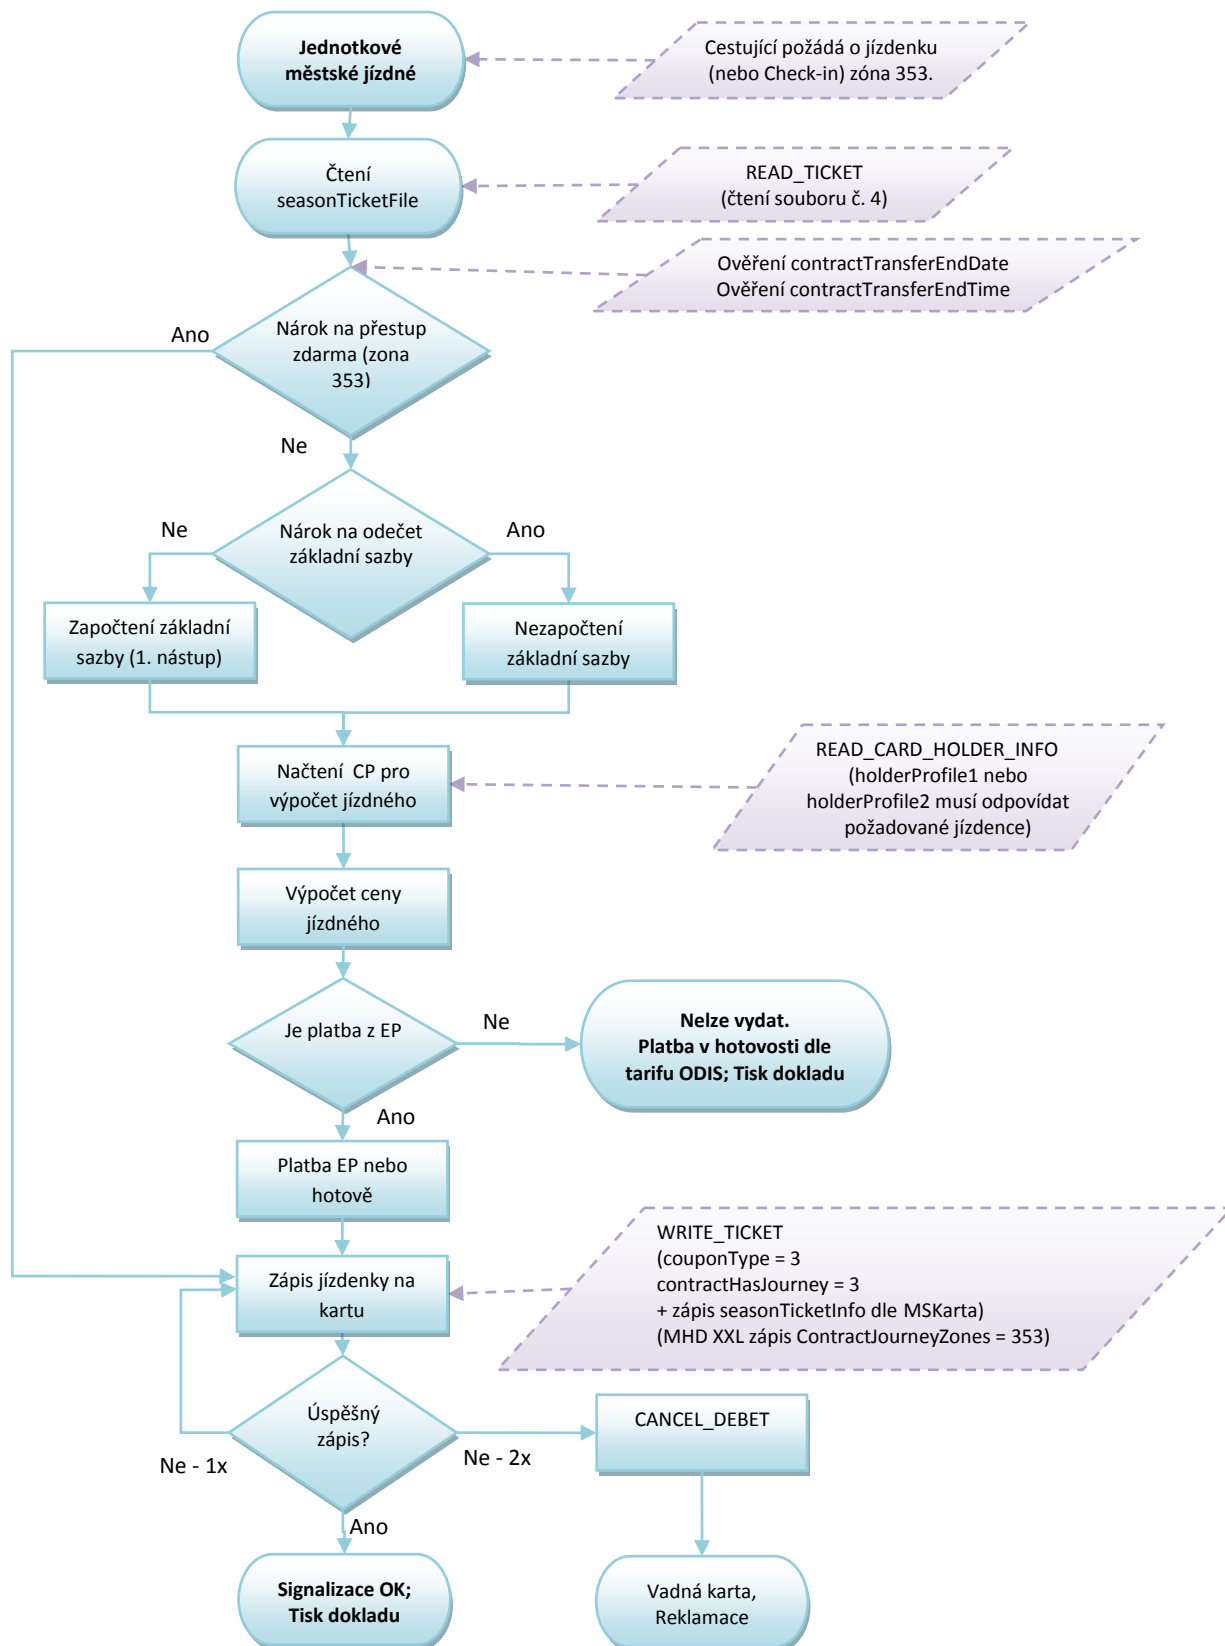 Jednotkové
městské jízdné
Cestující požádá o jízdenku
(nebo Check-in) zóna 353.
Čtení
seasonTicketFile
READ_TICKET
(čtení souboru č. 4)
Ověření contractTransferEndDate
Ověření contractTransferEndTime
Ano
Nárok na přestup
zdarma (zona
353)
Ne
Ne
Nárok na odečet
základní sazby
Ano
Započtení základní
sazby (1. nástup)
Nezapočtení
základní sazby
Načtení  CP pro
výpočet jízdného
READ_CARD_HOLDER_INFO
(holderProfile1 nebo
holderProfile2 musí odpovídat
požadované jízdence)
Výpočet ceny
jízdného
Je platba z EP
Ne
Nelze vydat.
Platba v hotovosti dle
tarifu ODIS; Tisk dokladu
Ano
Platba EP nebo
hotově
Zápis jízdenky na
kartu
WRITE_TICKET
(couponType = 3
contractHasJourney = 3
+ zápis seasonTicketInfo dle MSKarta)
(MHD XXL zápis ContractJourneyZones = 353)
Úspěšný
zápis?
Ne - 1x
Ne - 2x
CANCEL_DEBET
Ano
Signalizace OK;
Tisk dokladu
Vadná karta,
Reklamace